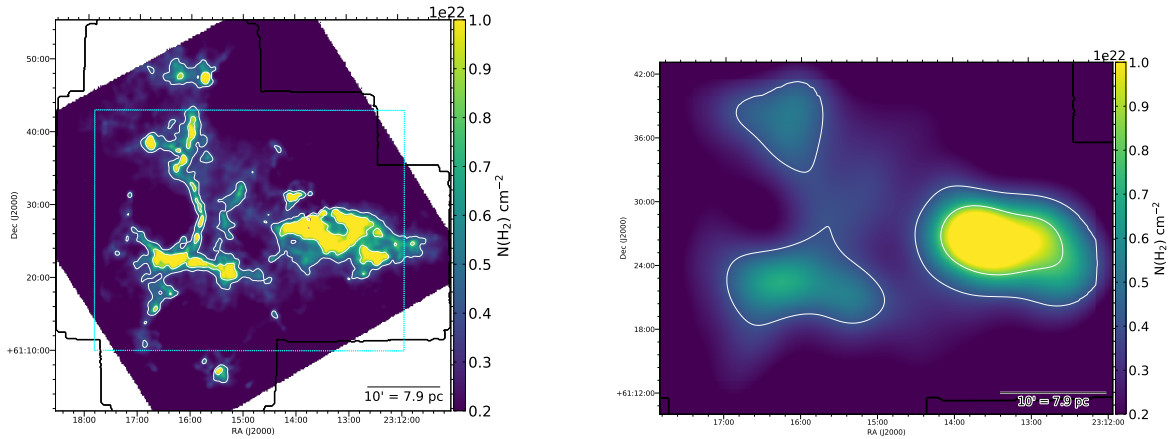 1e22
50:00
40:00
30:00
20:00
+61:10:00
Dec (J2000)
18:00 17:00 16:00 15:00 14:00 13:00 23:12:00
RA (J2000)
10' = 7.9 pc
1.0
0.9
0.8
0.7
0.6
0.5
0.4
0.3
0.2
N(H₂) cm⁻²
1e22
42:00
36:00
30:00
24:00
18:00
+61:12:00
Dec (J2000)
17:00 16:00 15:00 14:00 13:00 23:12:00
RA (J2000)
10' = 7.9 pc
1.0
0.9
0.8
0.7
0.6
0.5
0.4
0.3
0.2
N(H₂) cm⁻²